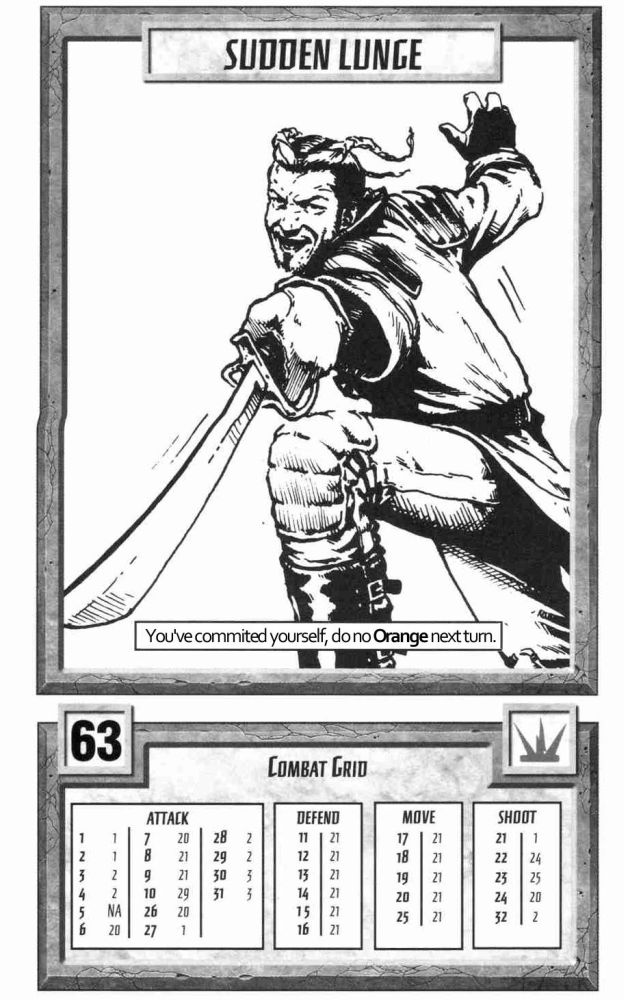 SUDDEN LUNGE
You've commited yourself, do no Orange next turn.
63
COMBAT GRID
ATTACK DEFEND MOVE SHOOT
1 1 7 20 28 2 11 21 17 21 21 1
2 1 8 21 29 2 12 21 18 21 22 24
3 2 9 21 30 3 13 21 19 21 23 25
4 2 10 29 31 3 14 21 20 21 24 20
5 NA 26 20 15 21 25 21 32 2
6 20 27 1 16 21